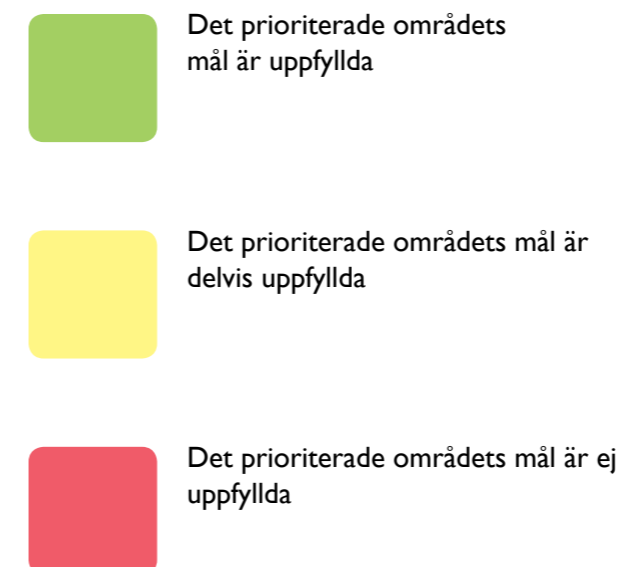 Det prioriterade områdets
mål är uppfyllda
Det prioriterade områdets mål är
delvis uppfyllda
Det prioriterade områdets mål är ej
uppfyllda